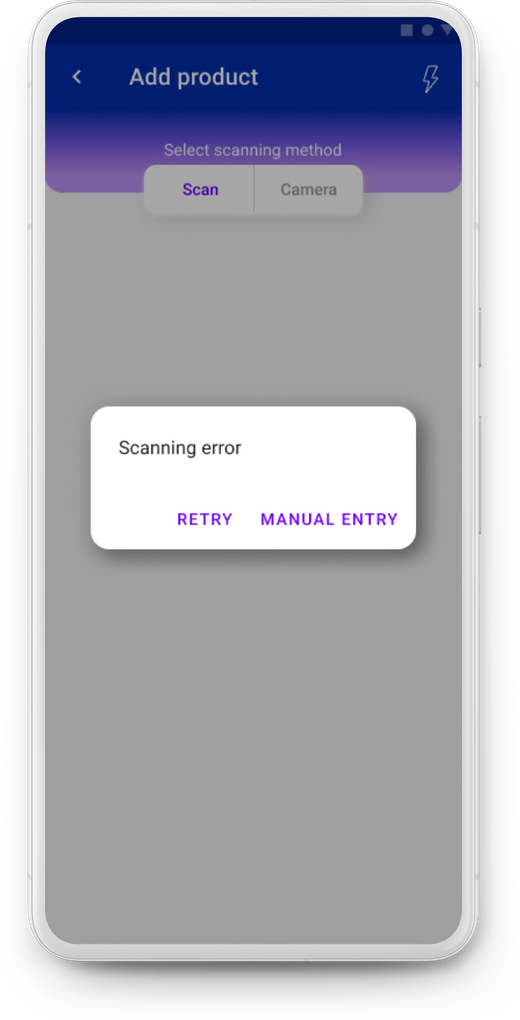 Add product
Select scanning method
Scan
Camera
Scanning error
RETRY
MANUAL ENTRY